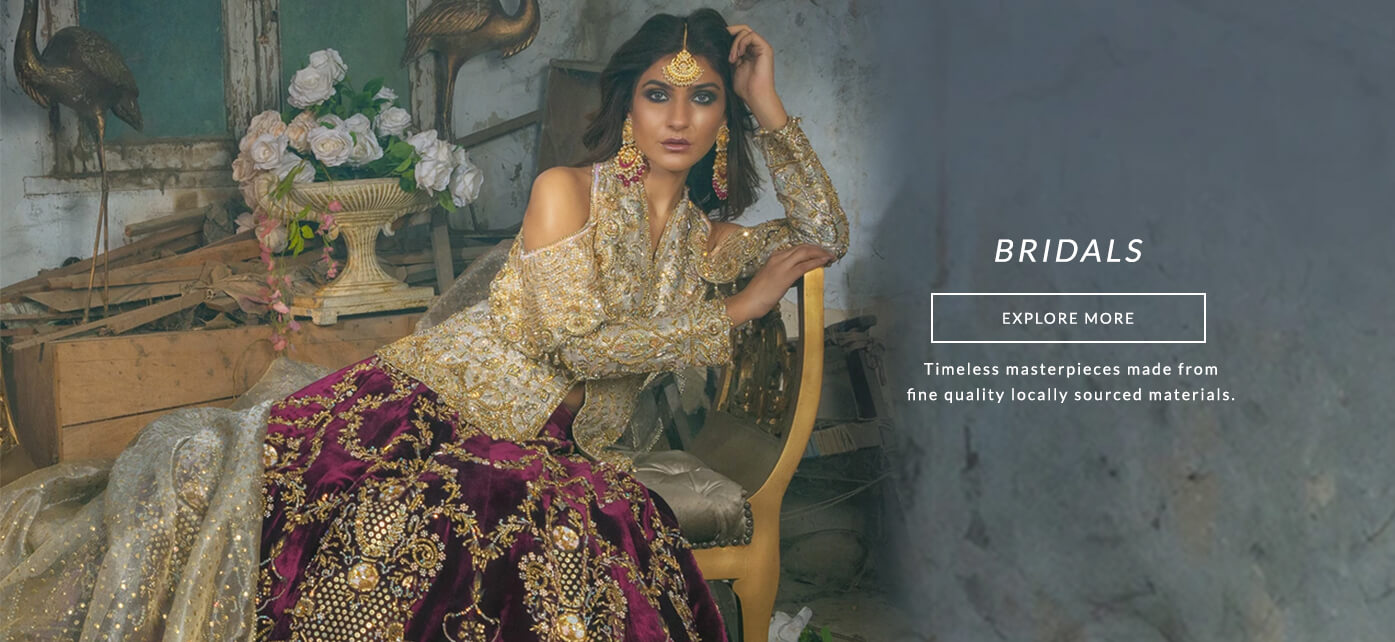 BRIDALS
EXPLORE MORE
Timeless masterpieces made from
fine quality locally sourced materials.